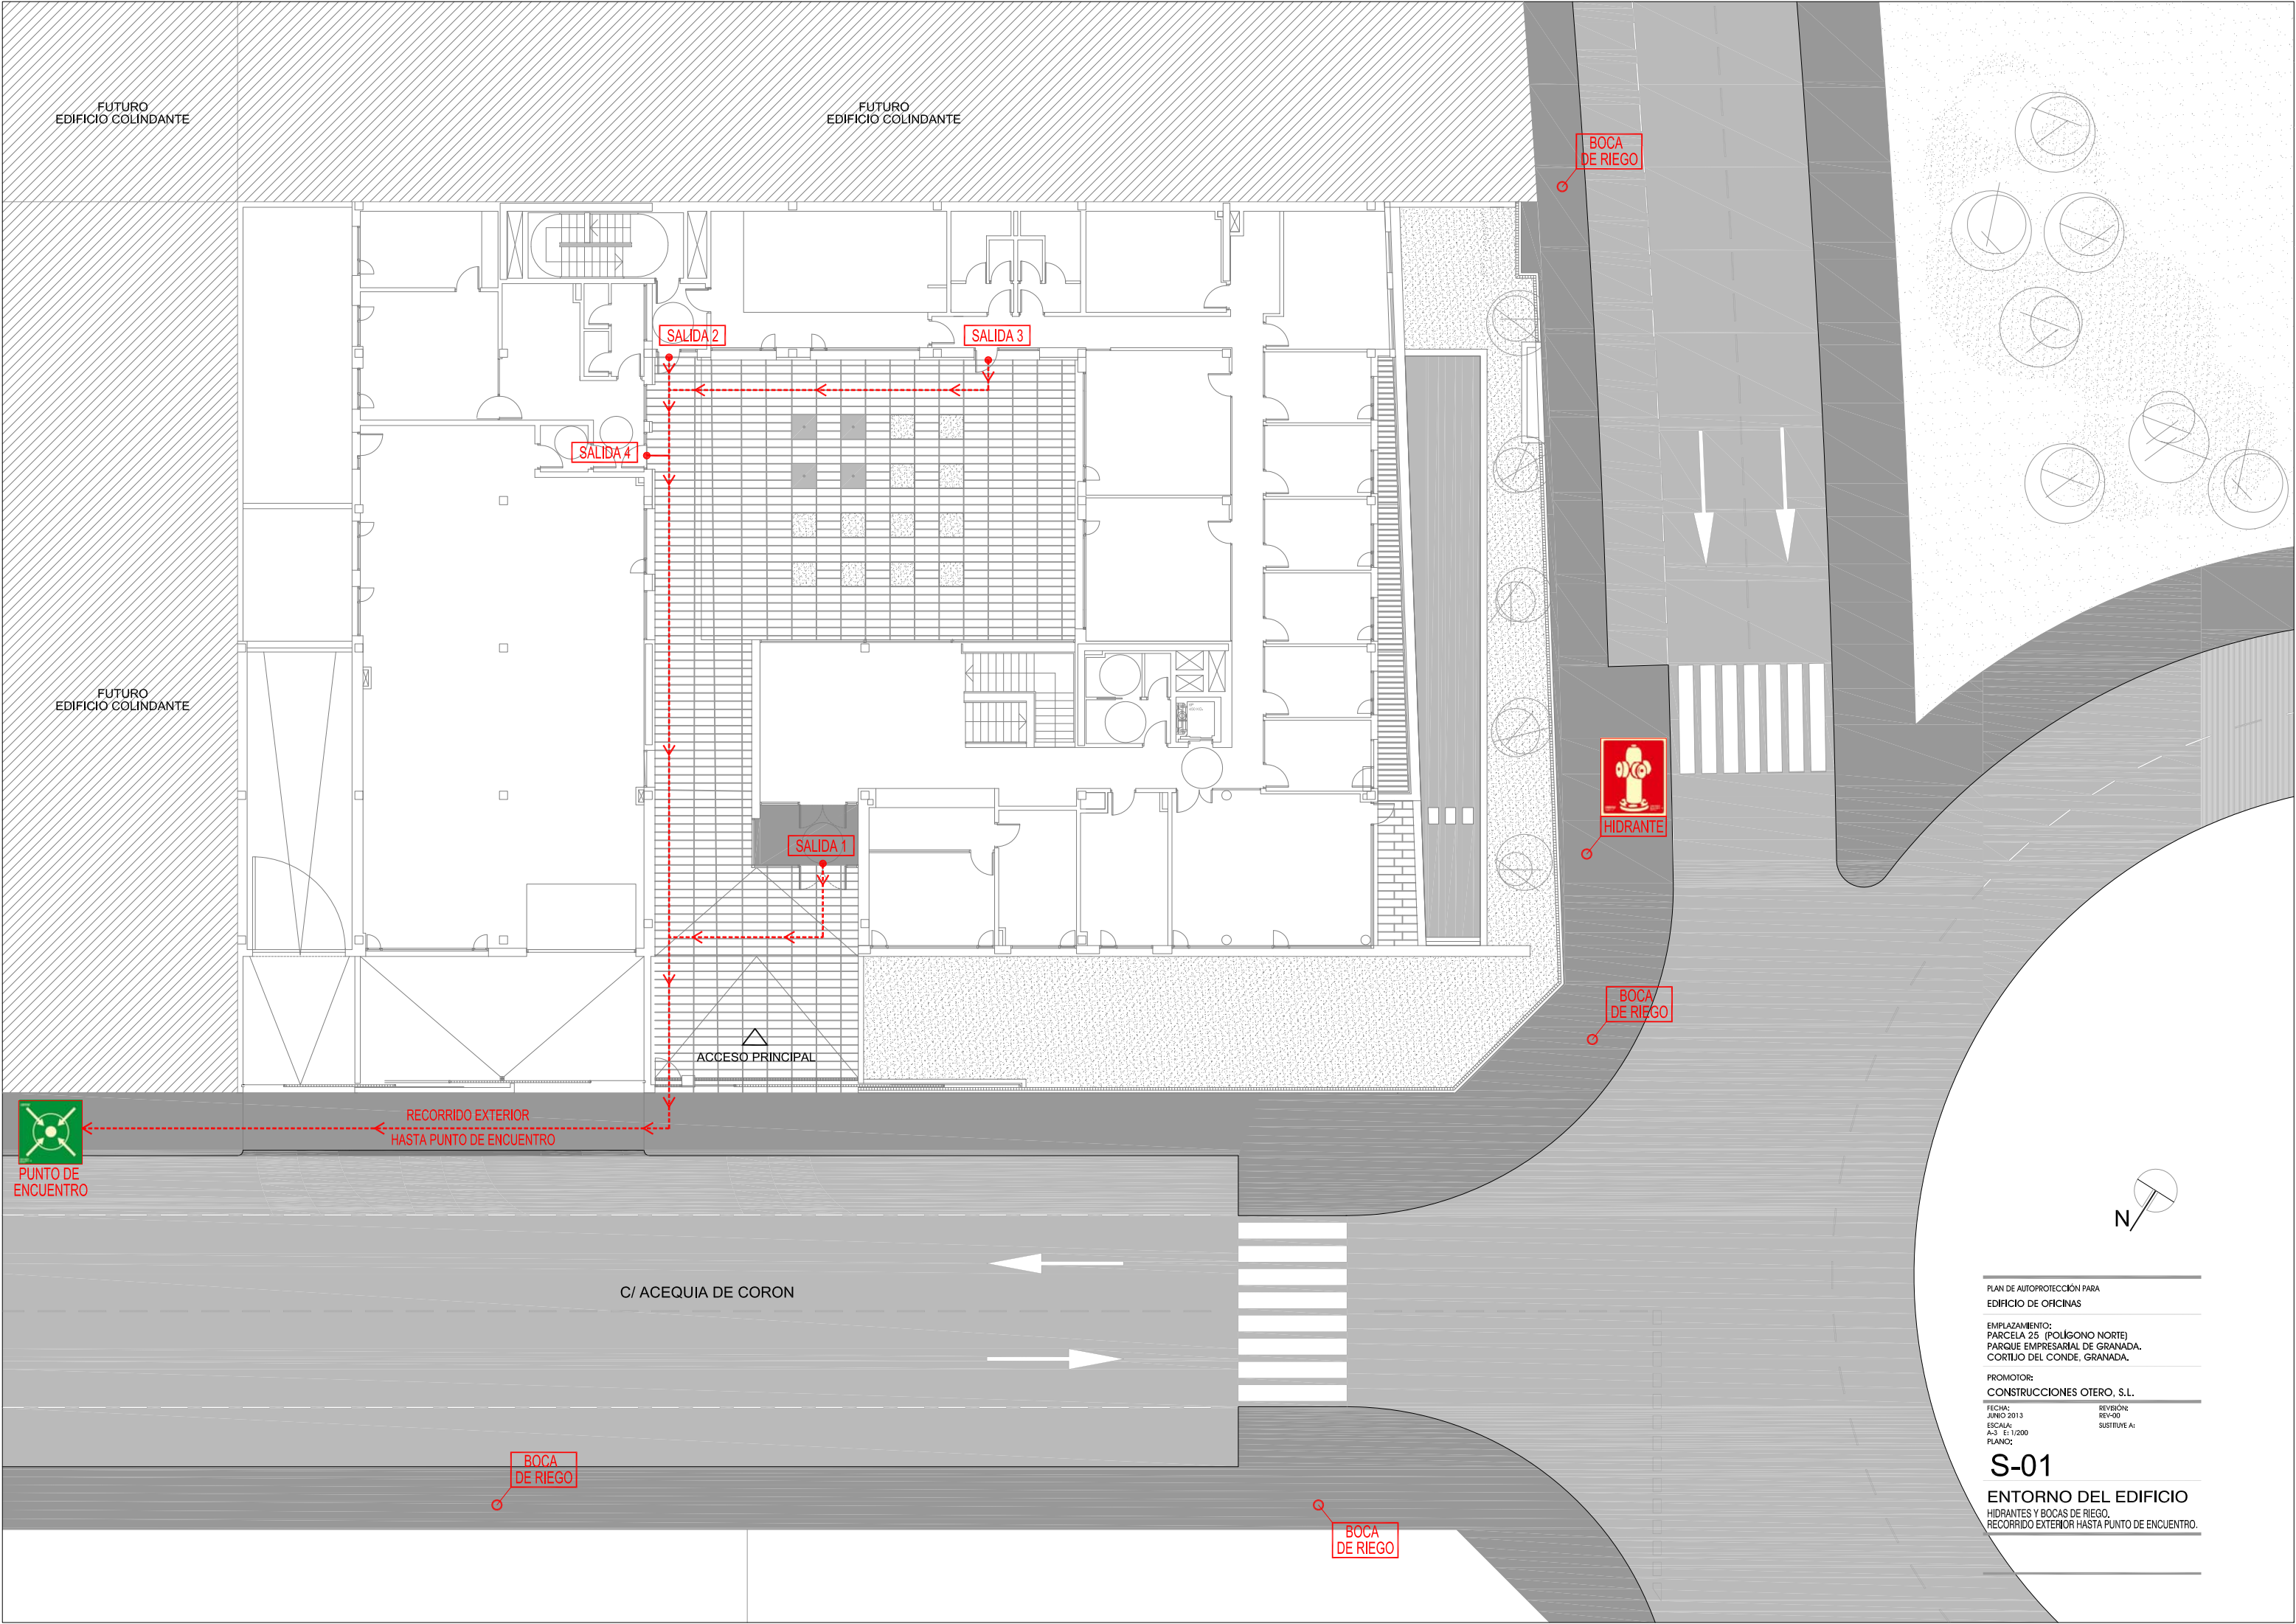 FUTURO
EDIFICIO COLINDANTE
FUTURO
EDIFICIO COLINDANTE
BOCA
DE RIEGO
SALIDA 2
SALIDA 3
SALIDA 4
FUTURO
EDIFICIO COLINDANTE
HIDRANTE
SALIDA 1
BOCA
DE RIEGO
ACCESO PRINCIPAL
RECORRIDO EXTERIOR
HASTA PUNTO DE ENCUENTRO
PUNTO DE
ENCUENTRO
N
C/ ACEQUIA DE CORON
BOCA
DE RIEGO
BOCA
DE RIEGO
PLAN DE AUTOPROTECCIÓN PARA
EDIFICIO DE OFICINAS
EMPLAZAMIENTO:
PARCELA 25 (POLÍGONO NORTE)
PARQUE EMPRESARIAL DE GRANADA.
CORTIJO DEL CONDE, GRANADA.
PROMOTOR:
CONSTRUCCIONES OTERO, S.L.
FECHA: REVISIÓN:
JUNIO 2013 REV-00
ESCALA: SUSTITUYE A:
A-3 E: 1/200
PLANO:
S-01
ENTORNO DEL EDIFICIO
HIDRANTES Y BOCAS DE RIEGO.
RECORRIDO EXTERIOR HASTA PUNTO DE ENCUENTRO.